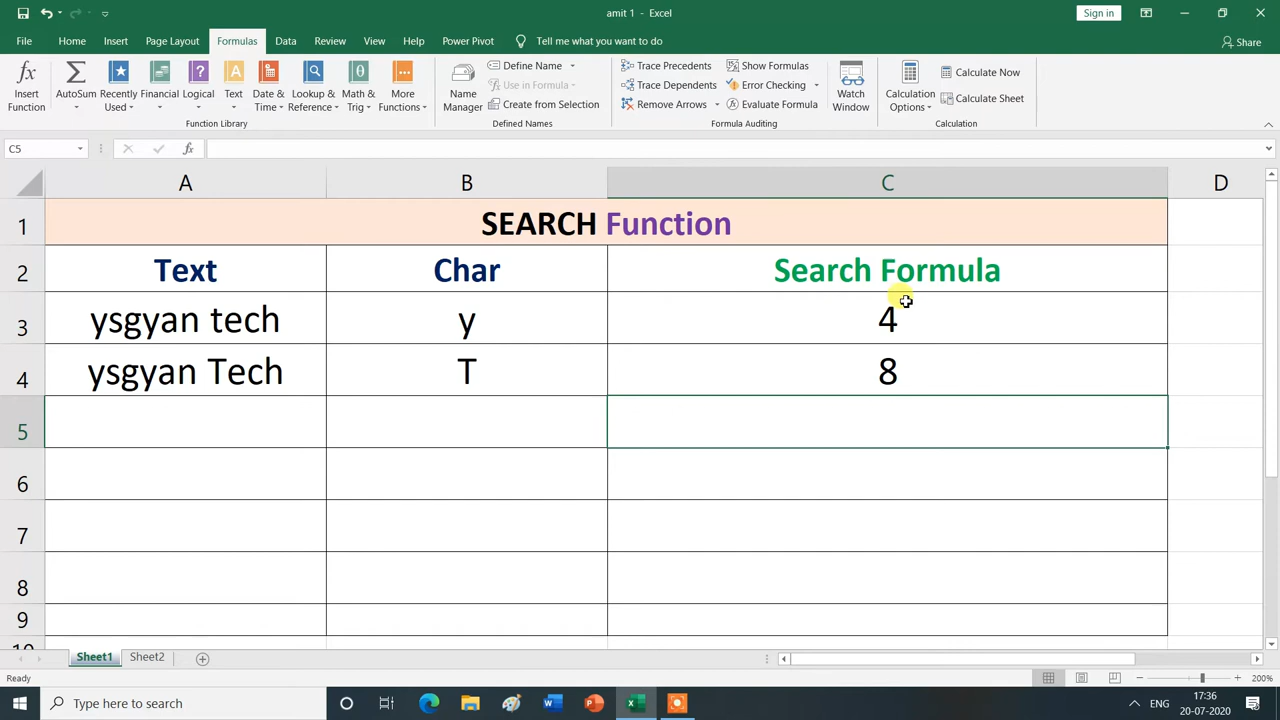 amit 1 - Excel
Sign in
File Home Insert Page Layout Formulas Data Review View Help Power Pivot Tell me what you want to do
Share
Insert Function
AutoSum
Recently Used
Financial
Logical
Text
Date & Time
Lookup & Reference
Math & Trig
More Functions
Function Library
Name Manager
Define Name
Use in Formula
Create from Selection
Defined Names
Trace Precedents
Trace Dependents
Remove Arrows
Show Formulas
Error Checking
Evaluate Formula
Formula Auditing
Watch Window
Calculation Options
Calculate Now
Calculate Sheet
Calculation
C5
fx
A B C D
1 SEARCH Function
2 Text Char Search Formula
3 ysgyan tech y 4
4 ysgyan Tech T 8
5
6
7
8
9
10
Sheet1 Sheet2
Ready
200%
Type here to search
ENG
17:36
20-07-2020